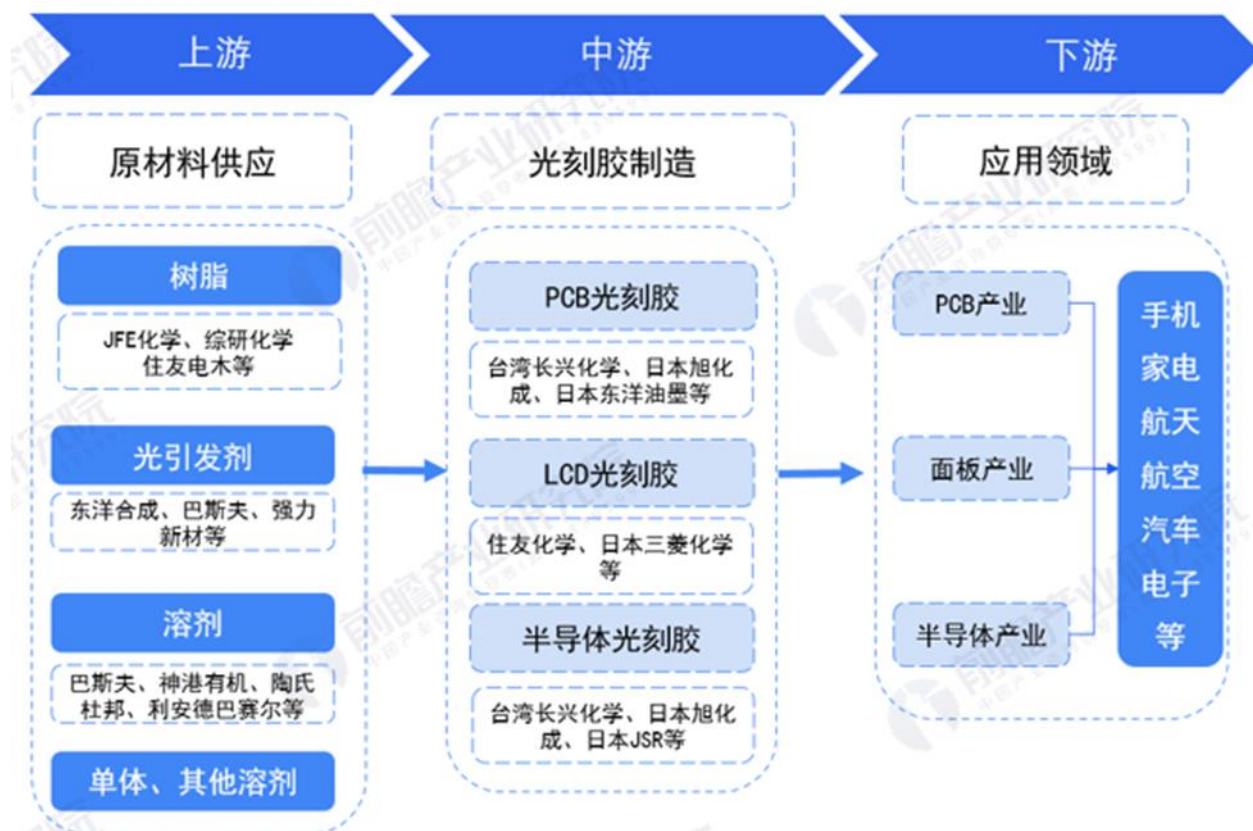 上游
中游
下游
原材料供应
光刻胶制造
应用领域
树脂
JFE化学、综研化学
住友电木等
光引发剂
东洋合成、巴斯夫、强力
新材等
溶剂
巴斯夫、神港有机、陶氏
杜邦、利安德巴赛尔等
单体、其他溶剂
PCB光刻胶
台湾长兴化学、日本旭化
成、日本东洋油墨等
LCD光刻胶
住友化学、日本三菱化学
等
半导体光刻胶
台湾长兴化学、日本旭化
成、日本JSR等
PCB产业
面板产业
半导体产业
手机
家电
航天
航空
汽车
电子
等
前瞻产业研究院